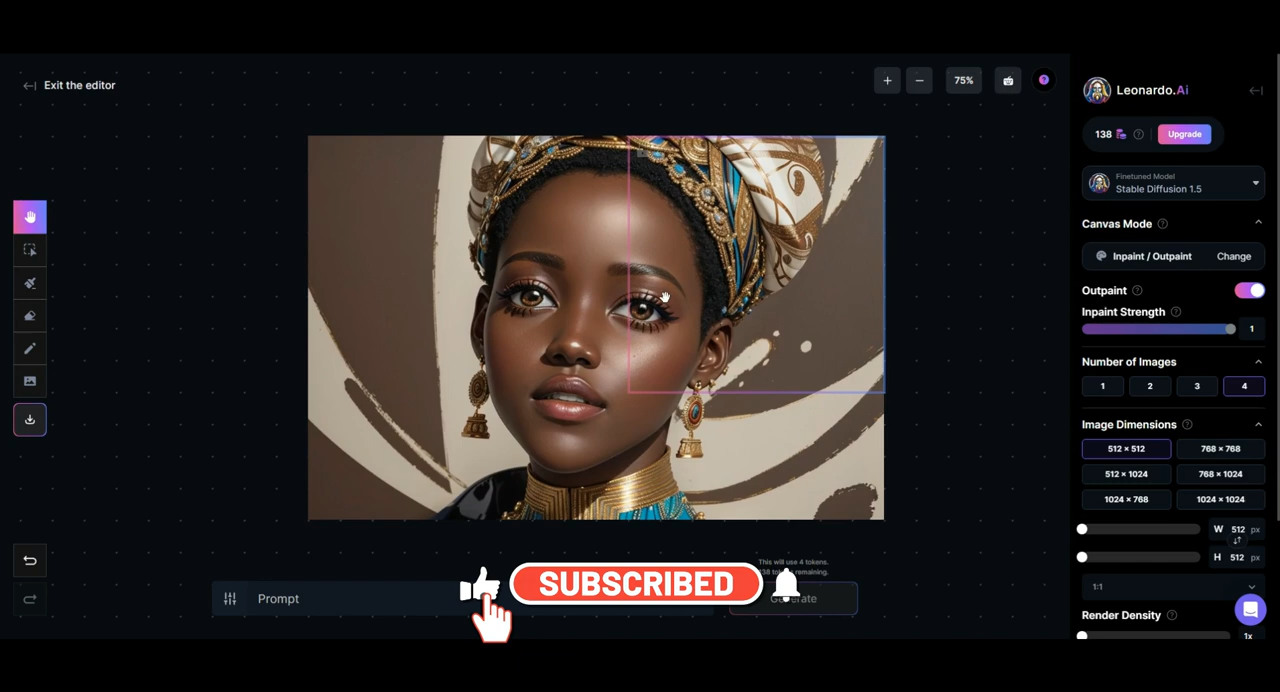 Exit the editor
75%
Leonardo.Ai
138
Upgrade
Finetuned Model
Stable Diffusion 1.5
Canvas Mode
Inpaint / Outpaint
Change
Outpaint
Inpaint Strength
1
Number of Images
1
2
3
4
Image Dimensions
512 × 512
768 × 768
512 × 1024
768 × 1024
1024 × 768
1024 × 1024
W 512 px
H 512 px
1:1
Render Density
1x
This will use 4 tokens.
remaining.
Prompt
SUBSCRIBED